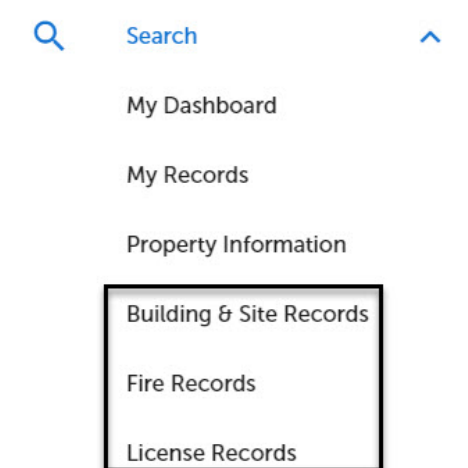 Search
My Dashboard
My Records
Property Information
Building & Site Records
Fire Records
License Records